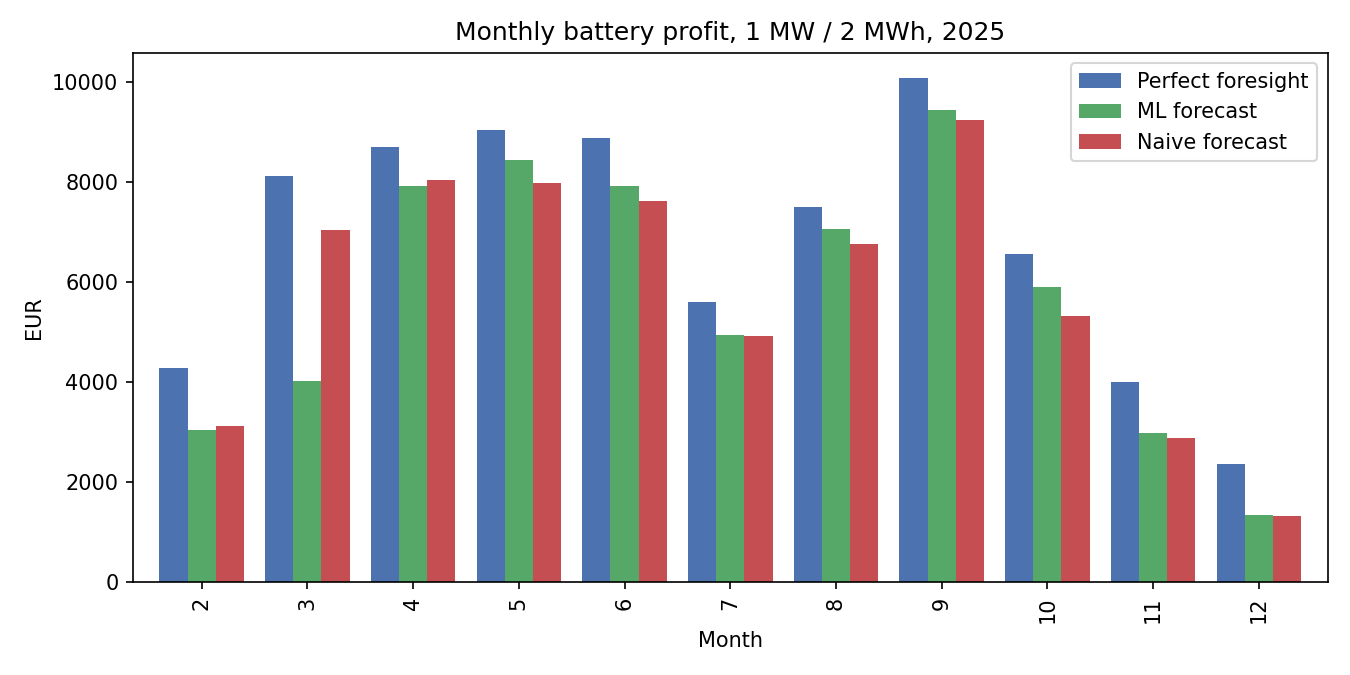 Monthly battery profit, 1 MW / 2 MWh, 2025
Perfect foresight
ML forecast
Naive forecast
EUR
10000
8000
6000
4000
2000
0
2 3 4 5 6 7 8 9 10 11 12
Month